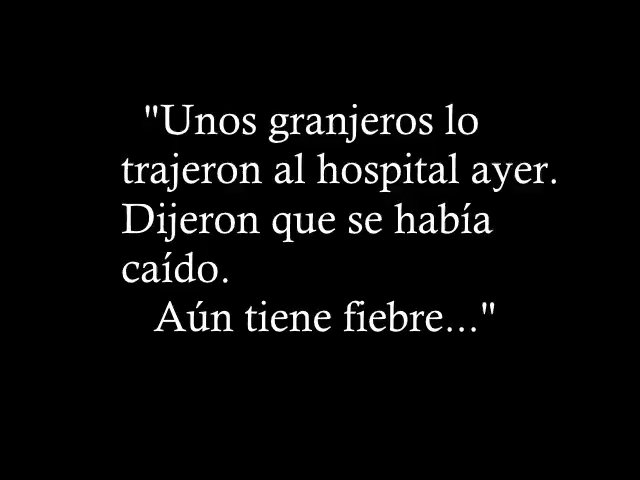 "Unos granjeros lo
trajeron al hospital ayer.
Dijeron que se había
caído.
Aún tiene fiebre..."